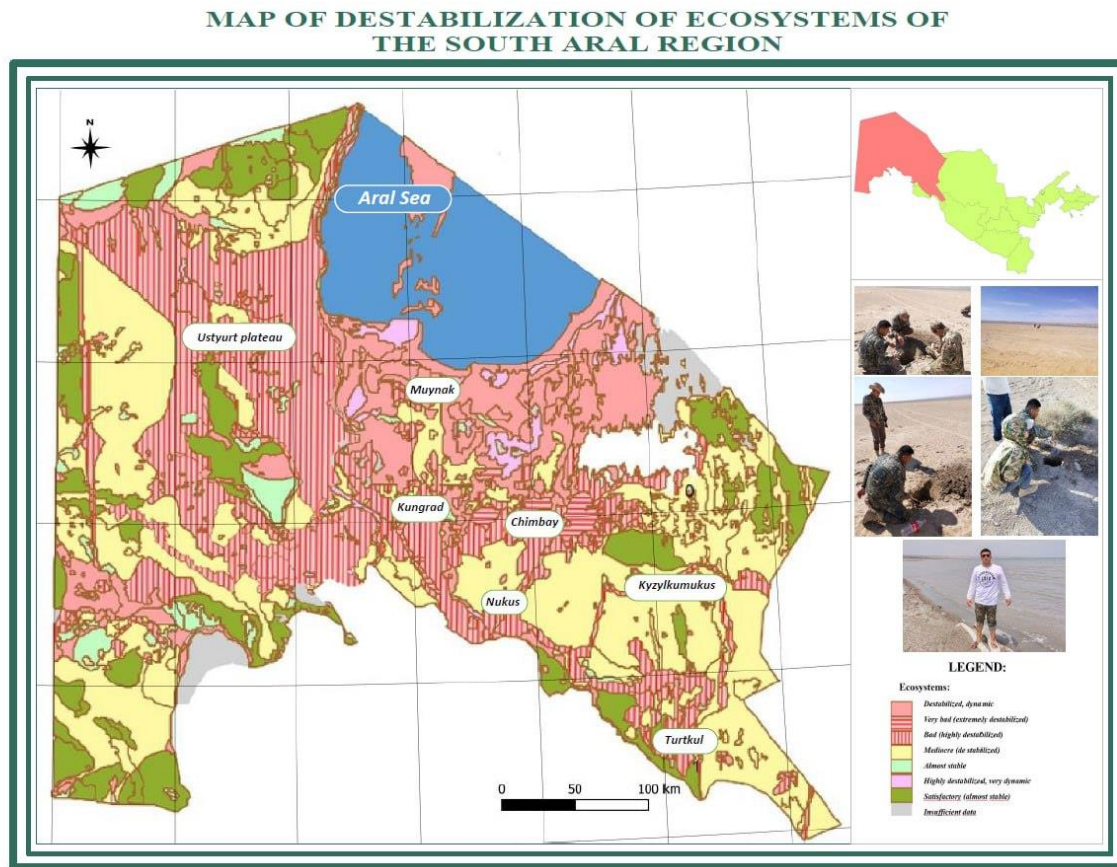 MAP OF DESTABILIZATION OF ECOSYSTEMS OF
THE SOUTH ARAL REGION
N
Aral Sea
Ustyurt plateau
Muynak
Kungrad
Chimbay
Nukus
Kyzylkumukus
Turtkul
0 50 100 km
LEGEND:
Ecosystems:
Destabilized, dynamic
Very bad (extremely destabilized)
Bad (highly destabilized)
Mediocre (de stabilized)
Almost stable
Highly destabilized, very dynamic
Satisfactory (almost stable)
Insufficient data